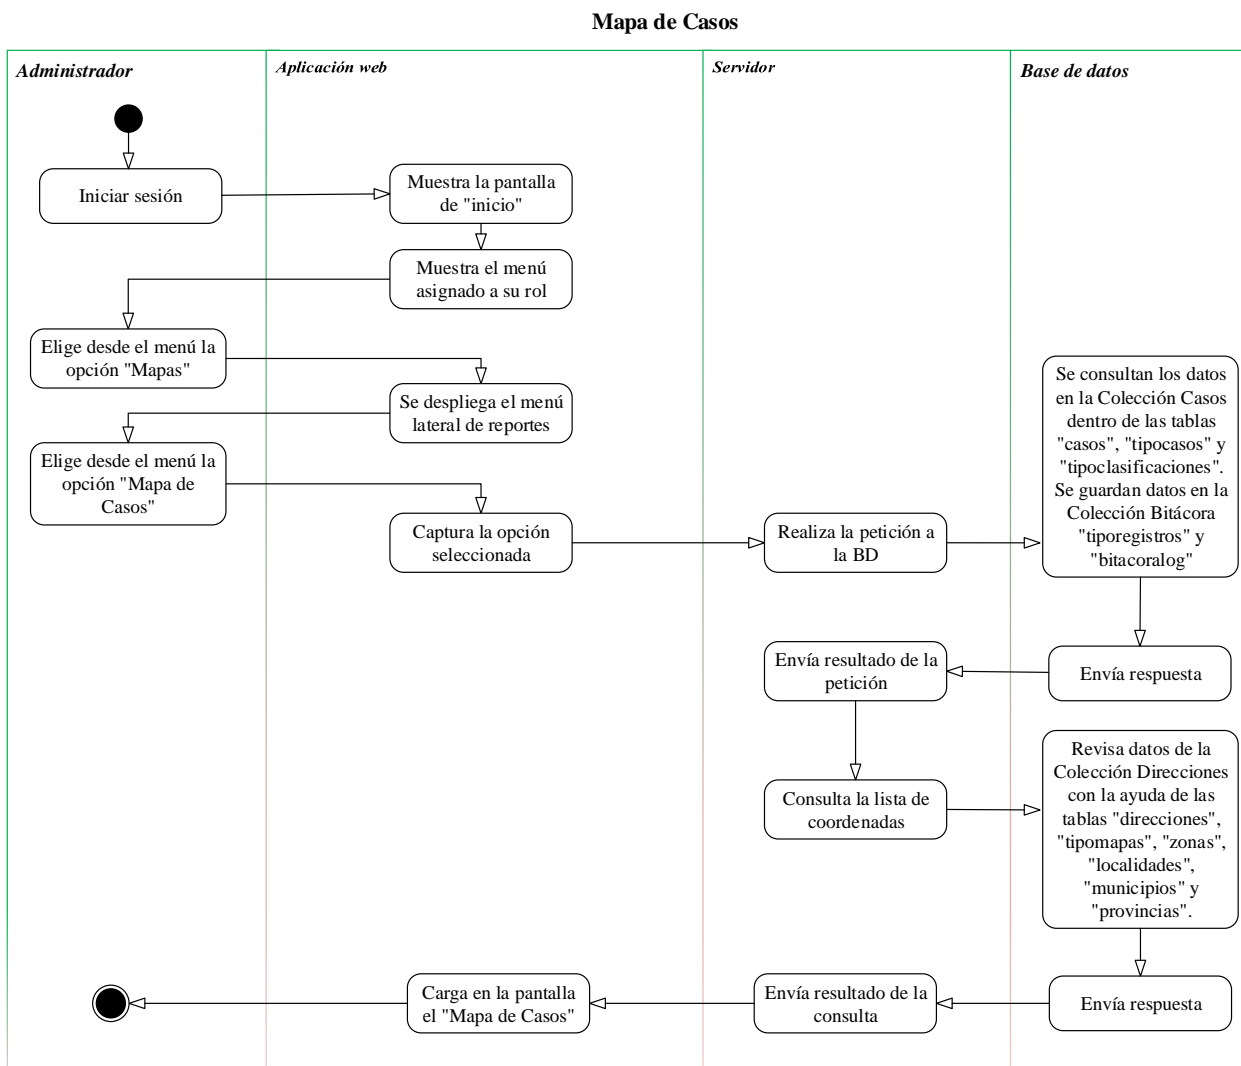 Mapa de Casos
Administrador
Aplicación web
Servidor
Base de datos
Iniciar sesión
Muestra la pantalla
de "inicio"
Muestra el menú
asignado a su rol
Elige desde el menú la
opción "Mapas"
Se despliega el menú
lateral de reportes
Elige desde el menú la
opción "Mapa de
Casos"
Captura la opción
seleccionada
Realiza la petición a
la BD
Se consultan los datos
en la Colección Casos
dentro de las tablas
"casos", "tipocasos" y
"tipoclasificaciones".
Se guardan datos en la
Colección Bitácora
"tiporegistros" y
"bitacoralog"
Envía respuesta
Envía resultado de la
petición
Consulta la lista de
coordenadas
Revisa datos de la
Colección Direcciones
con la ayuda de las
tablas "direcciones",
"tipomapas", "zonas",
"localidades",
"municipios" y
"provincias".
Envía respuesta
Envía resultado de la
consulta
Carga en la pantalla
el "Mapa de Casos"